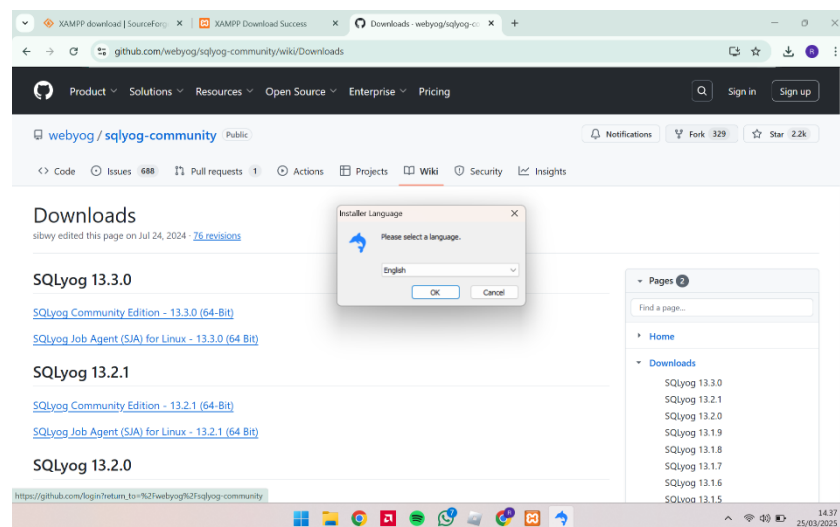 XAMPP download | SourceForg
XAMPP Download Success
Downloads · webyog/sqlyog-co
github.com/webyog/sqlyog-community/wiki/Downloads
R
Product Solutions Resources Open Source Enterprise Pricing
Sign in
Sign up
webyog / sqlyog-community Public
Notifications
Fork 329
Star 2.2k
Code
Issues 688
Pull requests 1
Actions
Projects
Wiki
Security
Insights
Downloads
sibwy edited this page on Jul 24, 2024 · 76 revisions
Installer Language
Please select a language.
English
OK
Cancel
SQLyog 13.3.0
SQLyog Community Edition - 13.3.0 (64-Bit)
SQLyog Job Agent (SJA) for Linux - 13.3.0 (64 Bit)
SQLyog 13.2.1
SQLyog Community Edition - 13.2.1 (64-Bit)
SQLyog Job Agent (SJA) for Linux - 13.2.1 (64 Bit)
SQLyog 13.2.0
Pages 2
Find a page...
Home
Downloads
SQLyog 13.3.0
SQLyog 13.2.1
SQLyog 13.2.0
SQLyog 13.1.9
SQLyog 13.1.8
SQLyog 13.1.7
SQLyog 13.1.6
SQLyog 13.1.5
https://github.com/login?return_to=%2Fwebyog%2Fsqlyog-community
14.37
25/03/2025